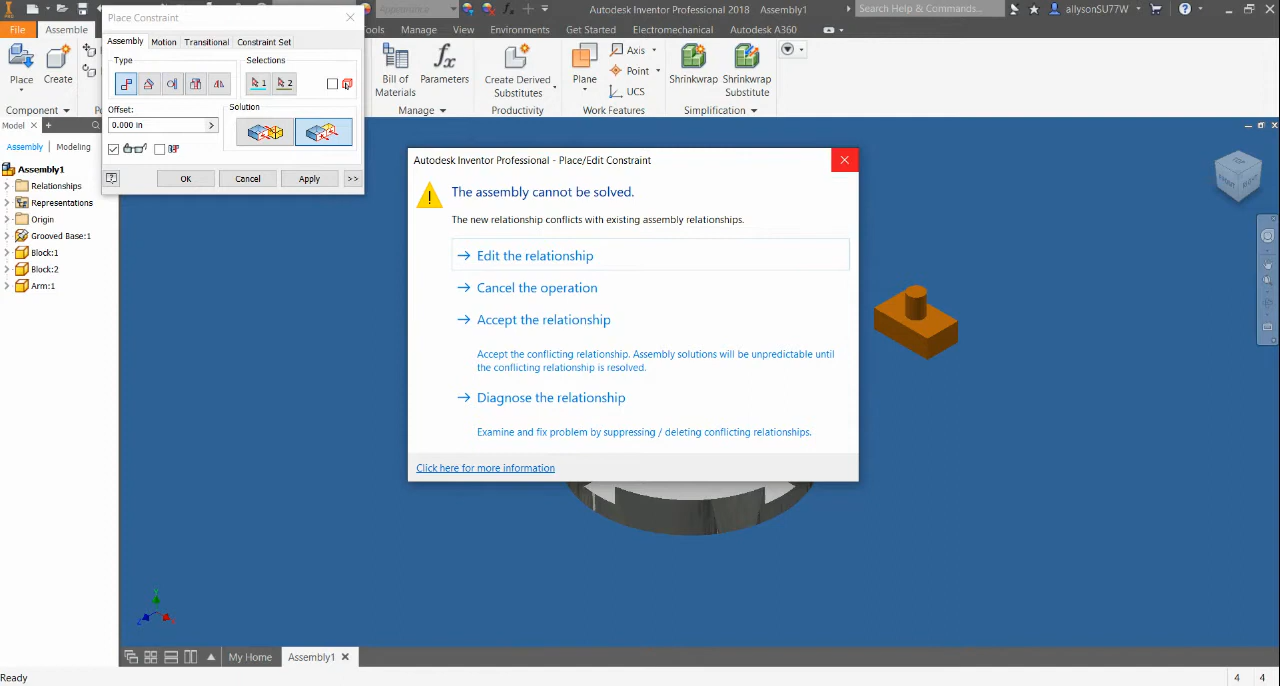 Autodesk Inventor Professional 2018 Assembly1
Search Help & Commands...
allysonSU77W
File
Assemble
Tools
Manage
View
Environments
Get Started
Electromechanical
Autodesk A360
Place
Create
Component
Bill of
Materials
Parameters
Manage
Create Derived
Substitutes
Productivity
Plane
Axis
Point
UCS
Work Features
Shrinkwrap
Shrinkwrap
Substitute
Simplification
Place Constraint
Assembly
Motion
Transitional
Constraint Set
Type
Selections
1
2
Offset:
0.000 in
Solution
OK
Cancel
Apply
>>
Model
Assembly
Modeling
Assembly1
Relationships
Representations
Origin
Grooved Base:1
Block:1
Block:2
Arm:1
Autodesk Inventor Professional - Place/Edit Constraint
The assembly cannot be solved.
The new relationship conflicts with existing assembly relationships.
Edit the relationship
Cancel the operation
Accept the relationship
Accept the conflicting relationship. Assembly solutions will be unpredictable until
the conflicting relationship is resolved.
Diagnose the relationship
Examine and fix problem by suppressing / deleting conflicting relationships.
Click here for more information
My Home
Assembly1
Ready
4
4